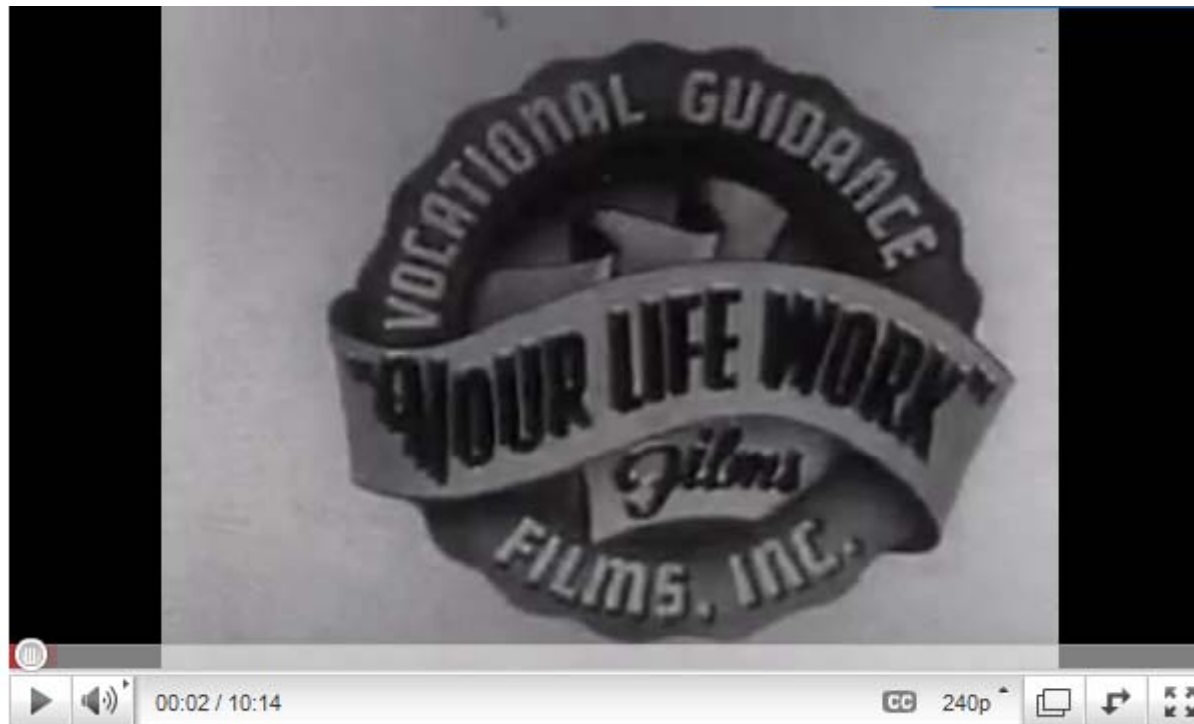 VOCATIONAL GUIDANCE
"YOUR LIFE WORK"
Films
FILMS, INC.
00:02 / 10:14
CC
240p